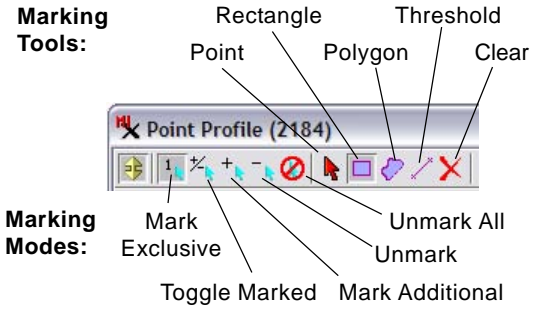 Marking Tools:
Rectangle
Threshold
Point
Polygon
Clear
Point Profile (2184)
1
+/-
+
-
Marking Modes:
Mark Exclusive
Unmark All
Unmark
Toggle Marked
Mark Additional